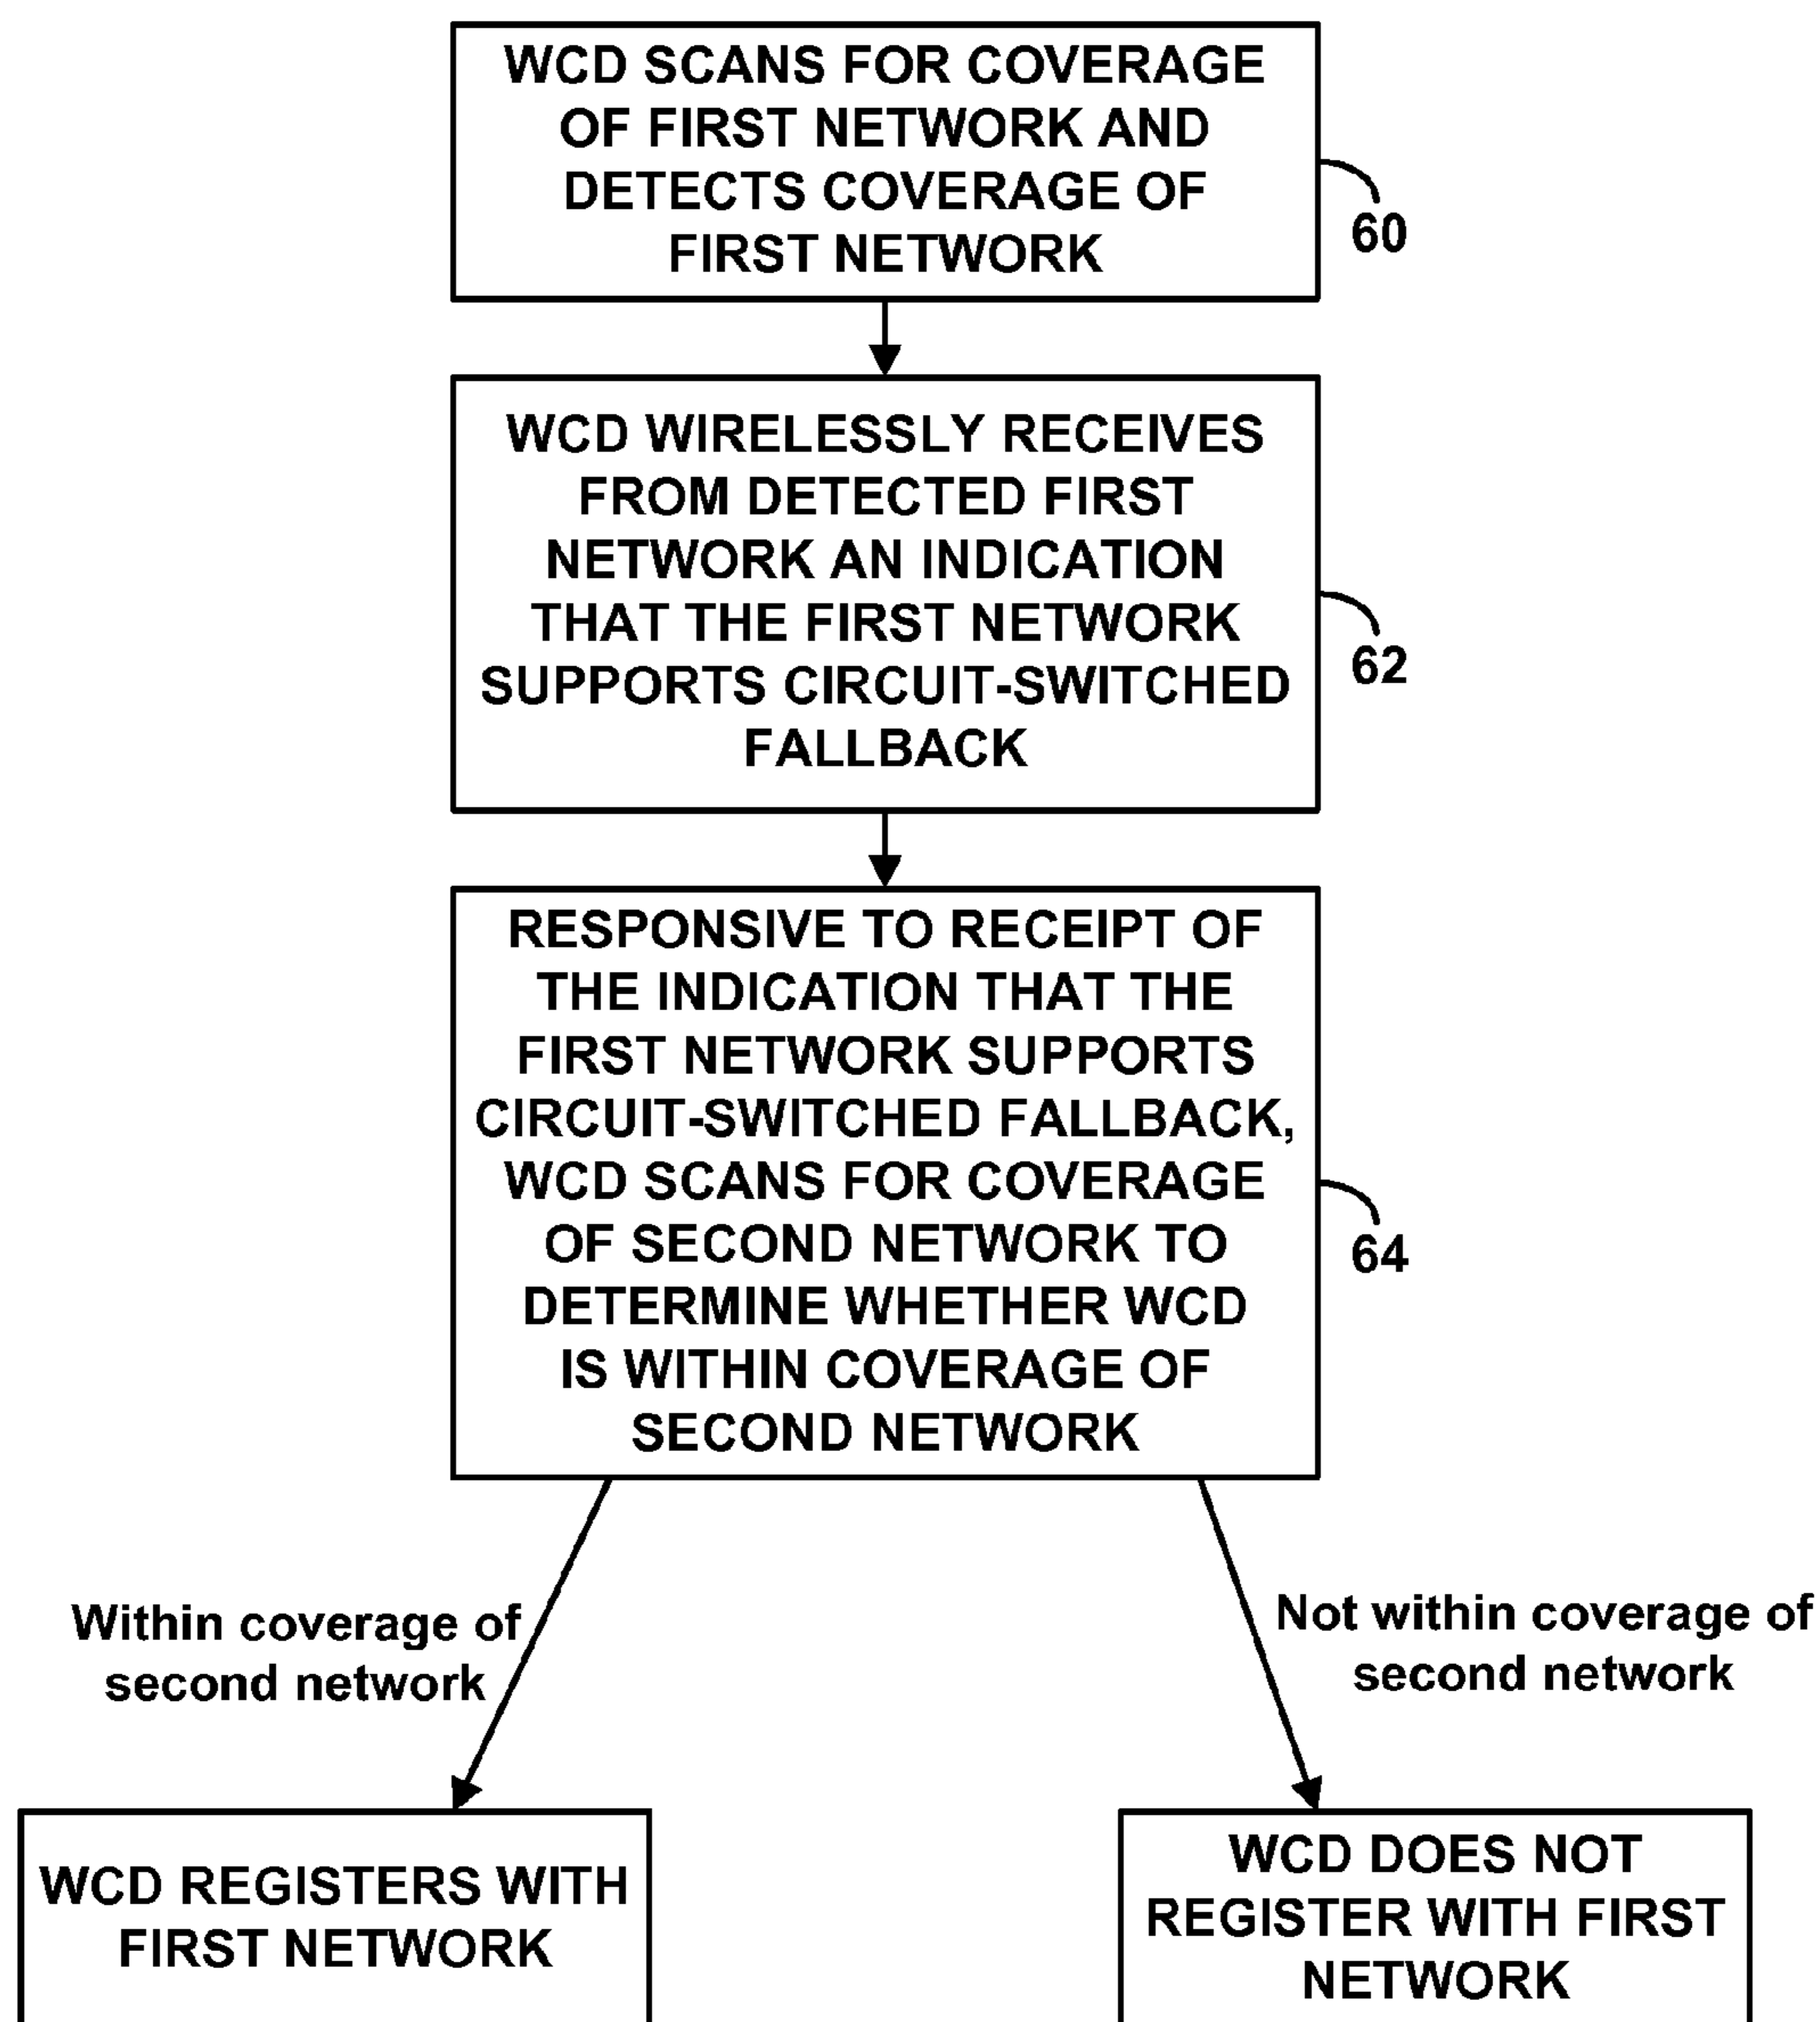 WCD SCANS FOR COVERAGE
OF FIRST NETWORK AND
DETECTS COVERAGE OF
FIRST NETWORK
60
WCD WIRELESSLY RECEIVES
FROM DETECTED FIRST
NETWORK AN INDICATION
THAT THE FIRST NETWORK
SUPPORTS CIRCUIT-SWITCHED
FALLBACK
62
RESPONSIVE TO RECEIPT OF
THE INDICATION THAT THE
FIRST NETWORK SUPPORTS
CIRCUIT-SWITCHED FALLBACK,
WCD SCANS FOR COVERAGE
OF SECOND NETWORK TO
DETERMINE WHETHER WCD
IS WITHIN COVERAGE OF
SECOND NETWORK
64
Within coverage of
second network
Not within coverage of
second network
WCD REGISTERS WITH
FIRST NETWORK
WCD DOES NOT
REGISTER WITH FIRST
NETWORK